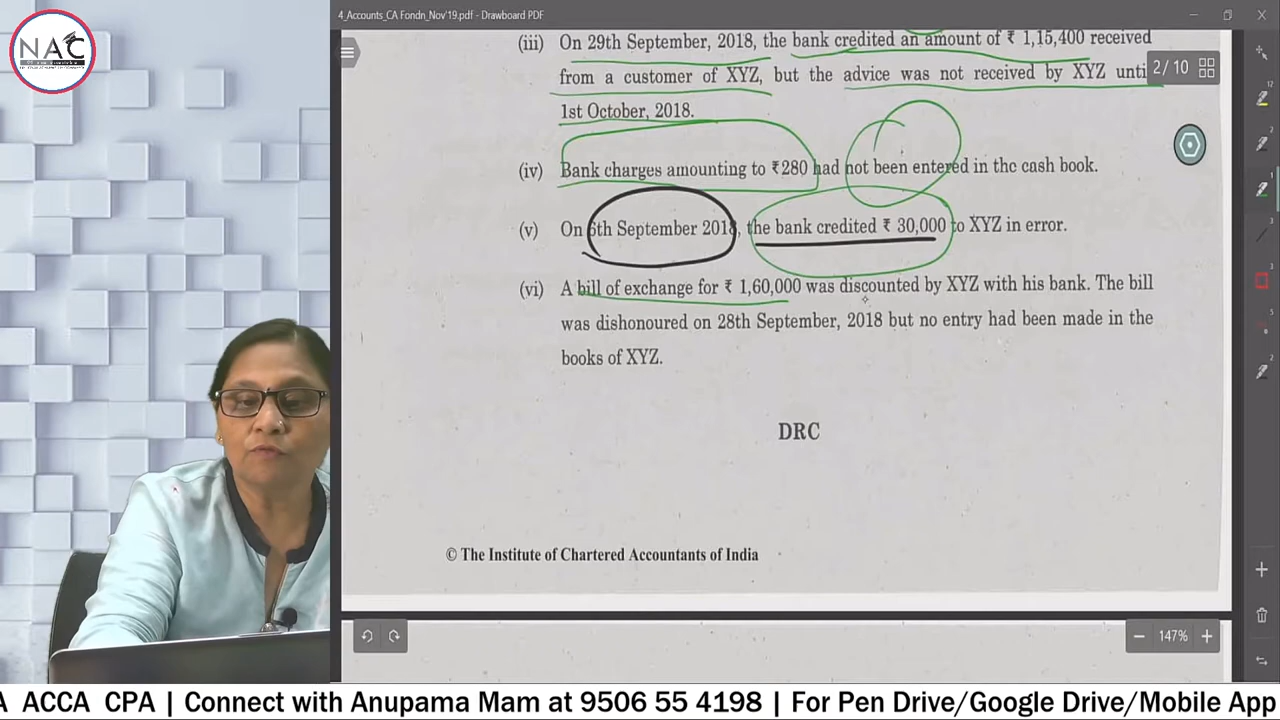 4_Accounts_CA Fondn_Nov'19.pdf - Drawboard PDF
NAC
(iii) On 29th September, 2018, the bank credited an amount of ₹ 1,15,400 received
from a customer of XYZ, but the advice was not received by XYZ unti
2 / 10
1st October, 2018.
(iv) Bank charges amounting to ₹280 had not been entered in the cash book.
(v) On 6th September 2018, the bank credited ₹ 30,000 to XYZ in error.
(vi) A bill of exchange for ₹ 1,60,000 was discounted by XYZ with his bank. The bill
was dishonoured on 28th September, 2018 but no entry had been made in the
books of XYZ.
DRC
© The Institute of Chartered Accountants of India
147%
A ACCA CPA | Connect with Anupama Mam at 9506 55 4198 | For Pen Drive/Google Drive/Mobile App